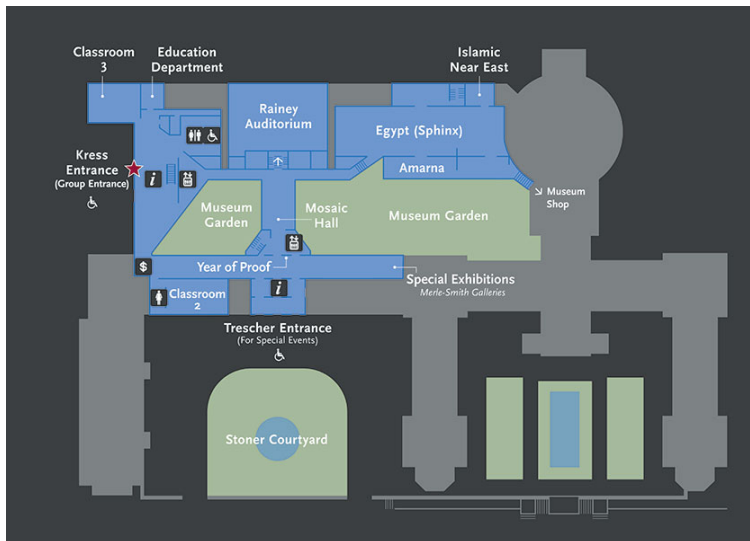 Classroom
3
Education
Department
Islamic
Near East
Rainey
Auditorium
Egypt (Sphinx)
Kress
Entrance
(Group Entrance)
i
Amarna
Museum
Shop
Museum
Garden
Mosaic
Hall
Museum Garden
$
Year of Proof
Special Exhibitions
Merle-Smith Galleries
i
Classroom
2
Trescher Entrance
(For Special Events)
Stoner Courtyard